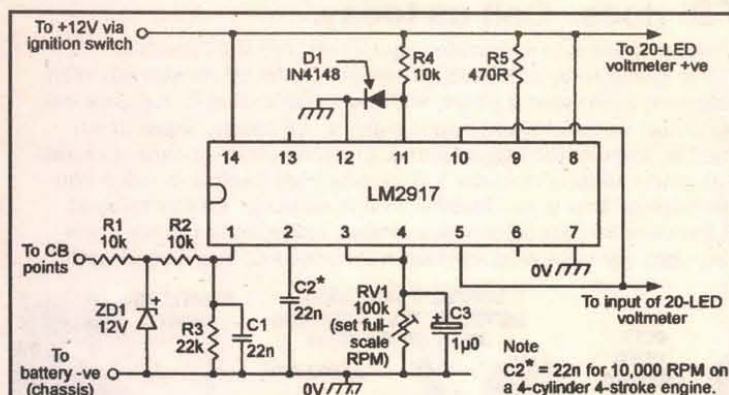 To +12V via
ignition switch
D1
IN4148
R4
10k
R5
470R
To 20-LED
voltmeter +ve
14 13 12 11 10 9 8
LM2917
1 2 3 4 5 6 7
R1
10k
R2
10k
To CB
points
ZD1
12V
+
R3
22k
C1
22n
C2*
22n
RV1
100k
(set full-
scale
RPM)
+
C3
1µ0
0V
To input of 20-LED
voltmeter
To
battery -ve
(chassis)
0V
Note
C2* = 22n for 10,000 RPM on
a 4-cylinder 4-stroke engine.